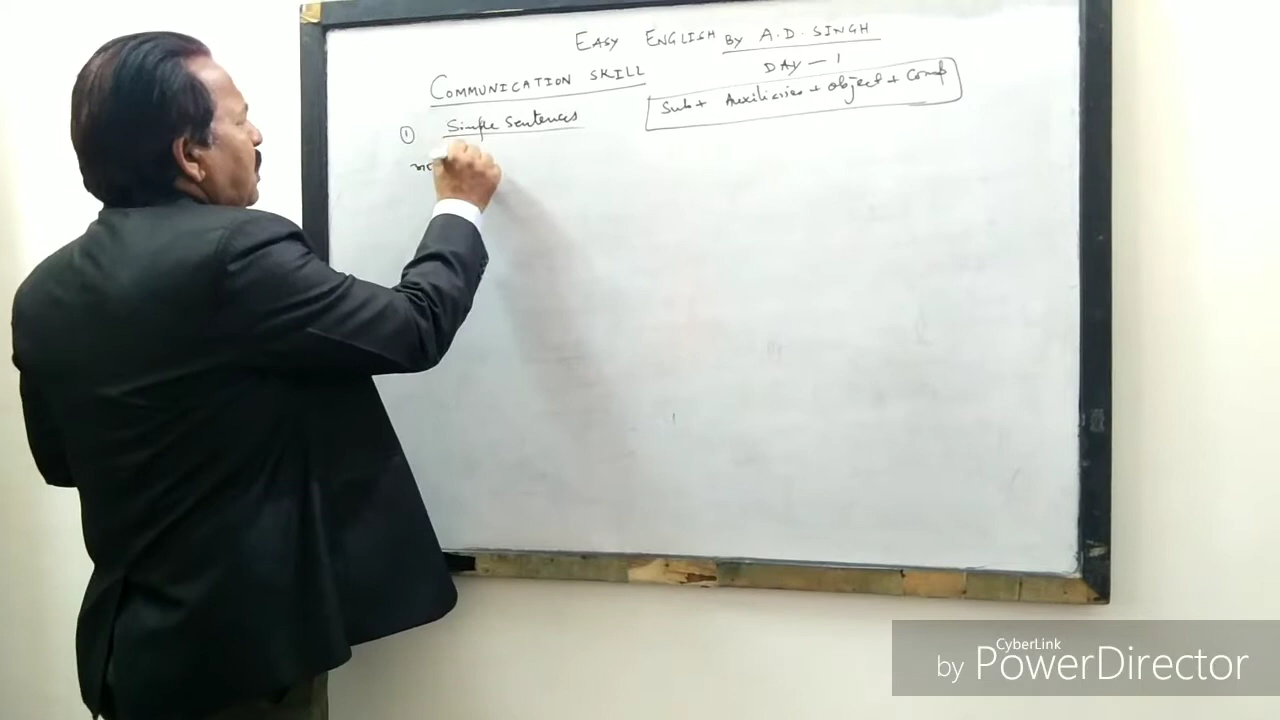 EASY ENGLISH BY A.D. SINGH
DAY - 1
COMMUNICATION SKILL
Sub + Auxiliaries + object + Comp
① Simple Sentences
CyberLink
by PowerDirector